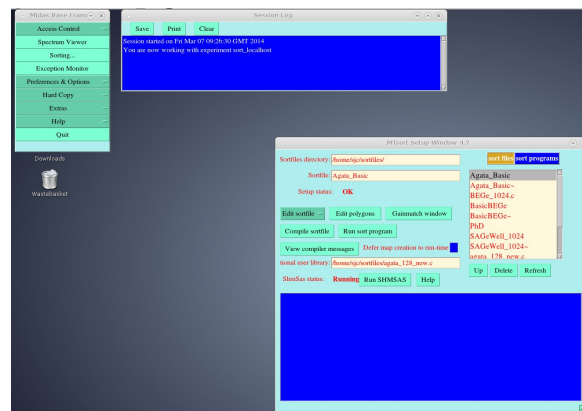 Midas Base Fram
Access Control
Spectrum Viewer
Sorting...
Exception Monitor
Preferences & Options
Hard Copy
Extras
Help
Quit
Session Log
Save Print Clear
Session started on Fri Mar 07 09:26:30 GMT 2014
You are now working with experiment sort_localhost
Downloads
Wastebasket
MTsort Setup Window 4.7
Sortfiles directory: /home/sjc/sortfiles/
sort files sort programs
Sortfile: Agata_Basic
Setup status: OK
Edit sortfile Edit polygons Gainmatch window
Compile sortfile Run sort program
View compiler messages Defer map creation to run-time
tional user library: /home/sjc/sortfiles/agata_128_new.c
ShmSas status: Running Run SHMSAS Help
Agata_Basic
Agata_Basic~
BEGe_1024.c
BasicBEGe
BasicBEGe~
PhD
SAGeWell_1024
SAGeWell_1024~
agata_128_new.c
Up Delete Refresh